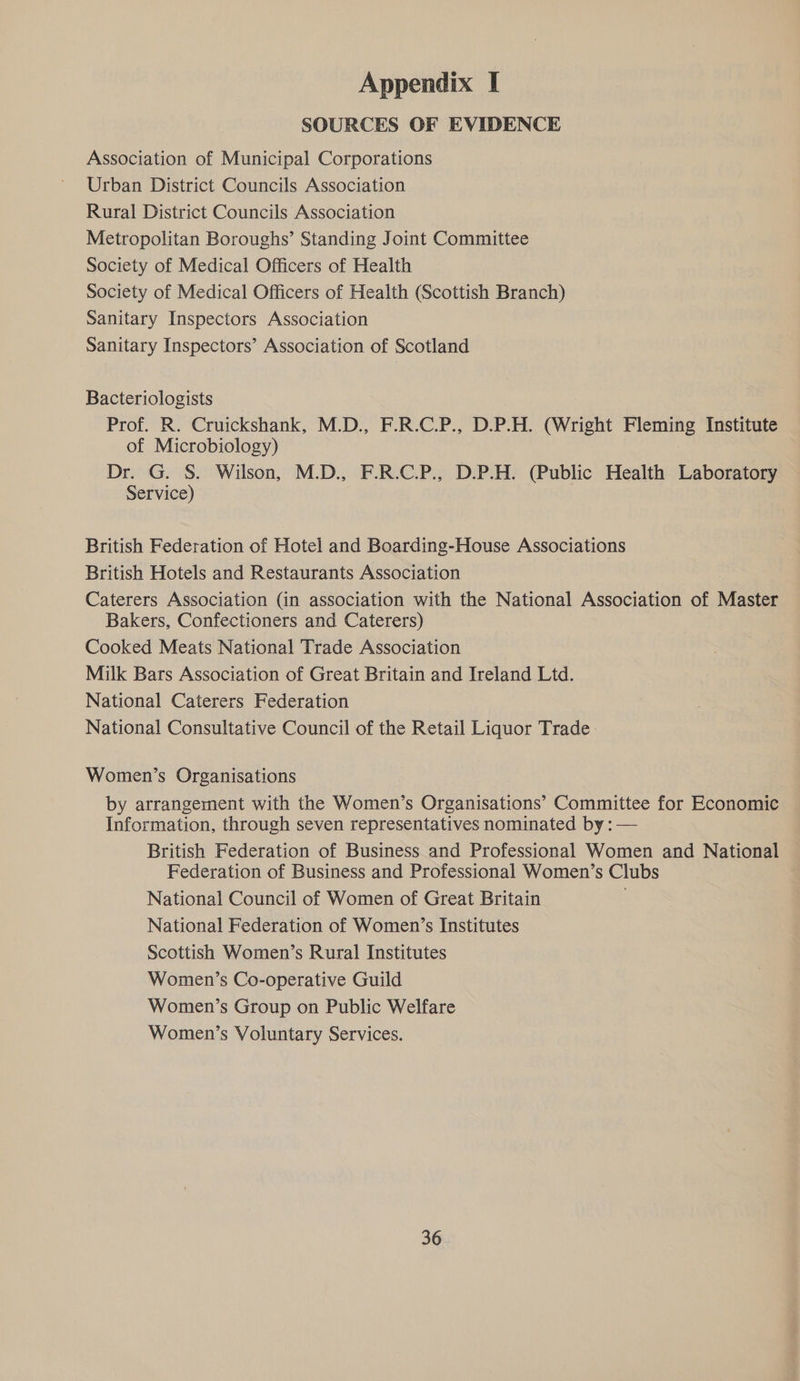 Appendix I
SOURCES OF EVIDENCE
Association of Municipal Corporations
Urban District Councils Association
Rural District Councils Association
Metropolitan Boroughs’ Standing Joint Committee
Society of Medical Officers of Health
Society of Medical Officers of Health (Scottish Branch)
Sanitary Inspectors Association
Sanitary Inspectors’ Association of Scotland
Bacteriologists
Prof. R. Cruickshank, M.D., F.R.C.P., D.P.H. (Wright Fleming Institute
of Microbiology)
Dr. G. S. Wilson, M.D., F.R.C.P., D.P.H. (Public Health Laboratory
Service)
British Federation of Hotel and Boarding-House Associations
British Hotels and Restaurants Association
Caterers Association (in association with the National Association of Master
Bakers, Confectioners and Caterers)
Cooked Meats National Trade Association
Milk Bars Association of Great Britain and Ireland Ltd.
National Caterers Federation
National Consultative Council of the Retail Liquor Trade
Women’s Organisations
by arrangement with the Women’s Organisations’ Committee for Economic
Information, through seven representatives nominated by:—
British Federation of Business and Professional Women and National
Federation of Business and Professional Women’s Clubs
National Council of Women of Great Britain
National Federation of Women’s Institutes
Scottish Women’s Rural Institutes
Women’s Co-operative Guild
Women’s Group on Public Welfare
Women’s Voluntary Services.
36